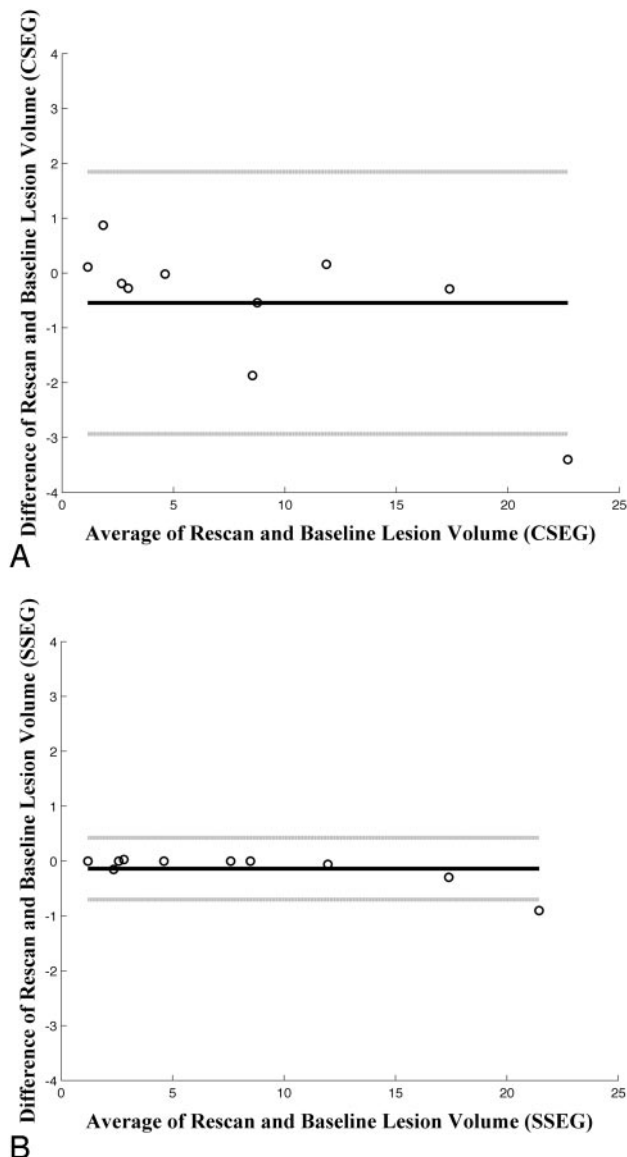 Difference of Rescan and Baseline Lesion Volume (CSEG)
4
3
2
1
0
-1
-2
-3
-4
0 5 10 15 20 25
Average of Rescan and Baseline Lesion Volume (CSEG)
A
Difference of Rescan and Baseline Lesion Volume (SSEG)
4
3
2
1
0
-1
-2
-3
-4
0 5 10 15 20 25
Average of Rescan and Baseline Lesion Volume (SSEG)
B